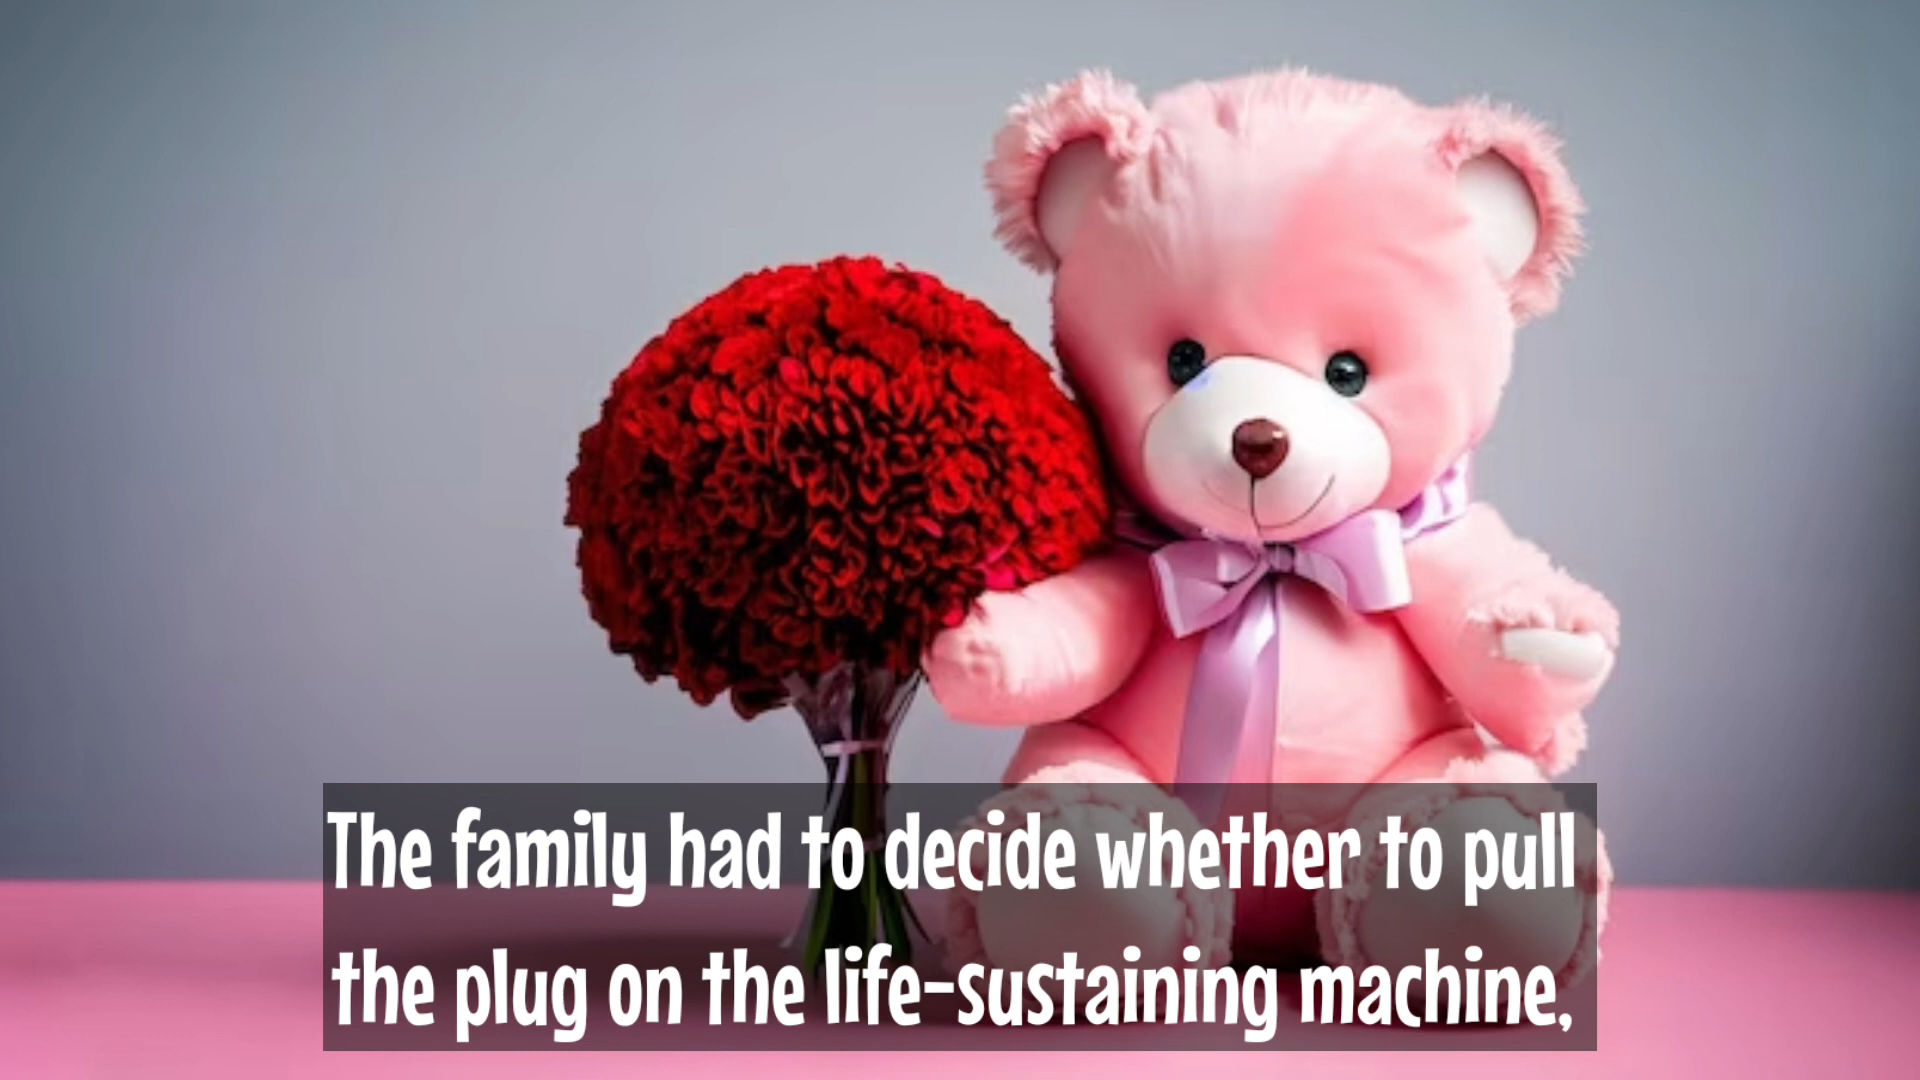 The family had to decide whether to pull
the plug on the life-sustaining machine,